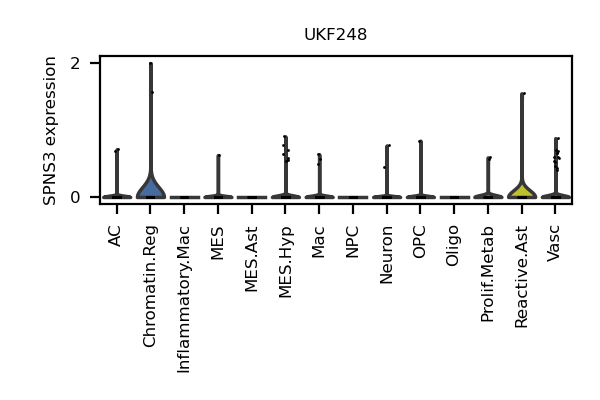 UKF248
SPNS3 expression
2
0
AC
Chromatin.Reg
Inflammatory.Mac
MES
MES.Ast
MES.Hyp
Mac
NPC
Neuron
OPC
Oligo
Prolif.Metab
Reactive.Ast
Vasc